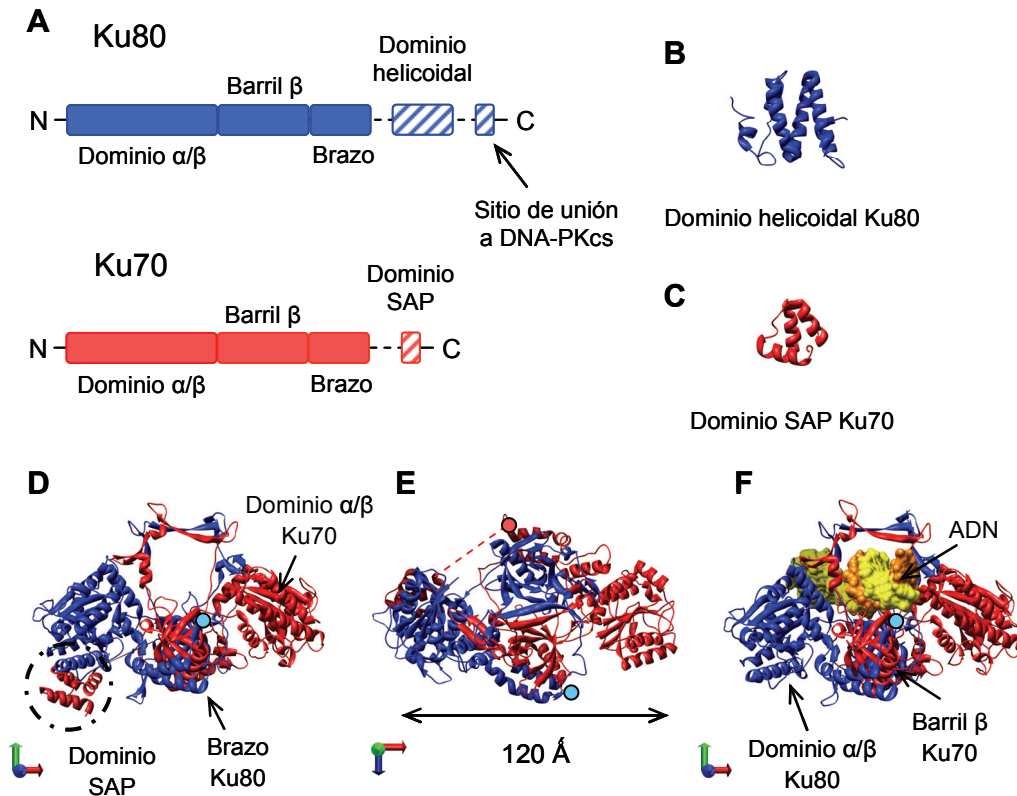 A
Ku80
Dominio
helicoidal
Barril β
N
C
Dominio α/β
Brazo
Sitio de unión
a DNA-PKcs
Ku70
Dominio
SAP
Barril β
N
C
Dominio α/β
Brazo
B
Dominio helicoidal Ku80
C
Dominio SAP Ku70
D
Dominio α/β
Ku70
Dominio
SAP
Brazo
Ku80
E
120 Å
F
ADN
Dominio α/β
Ku80
Barril β
Ku70